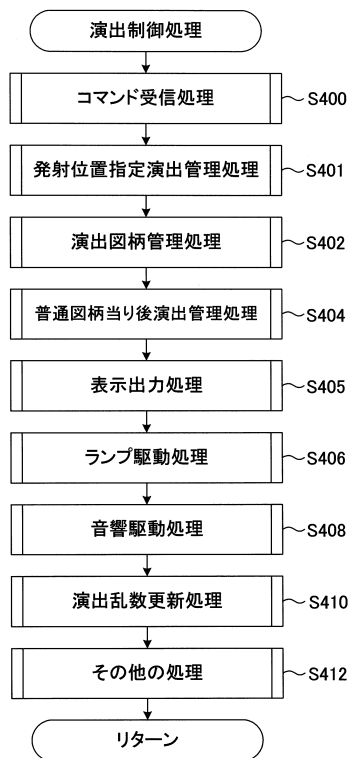 演出制御処理
コマンド受信処理
S400
発射位置指定演出管理処理
S401
演出図柄管理処理
S402
普通図柄当り後演出管理処理
S404
表示出力処理
S405
ランプ駆動処理
S406
音響駆動処理
S408
演出乱数更新処理
S410
その他の処理
S412
リターン